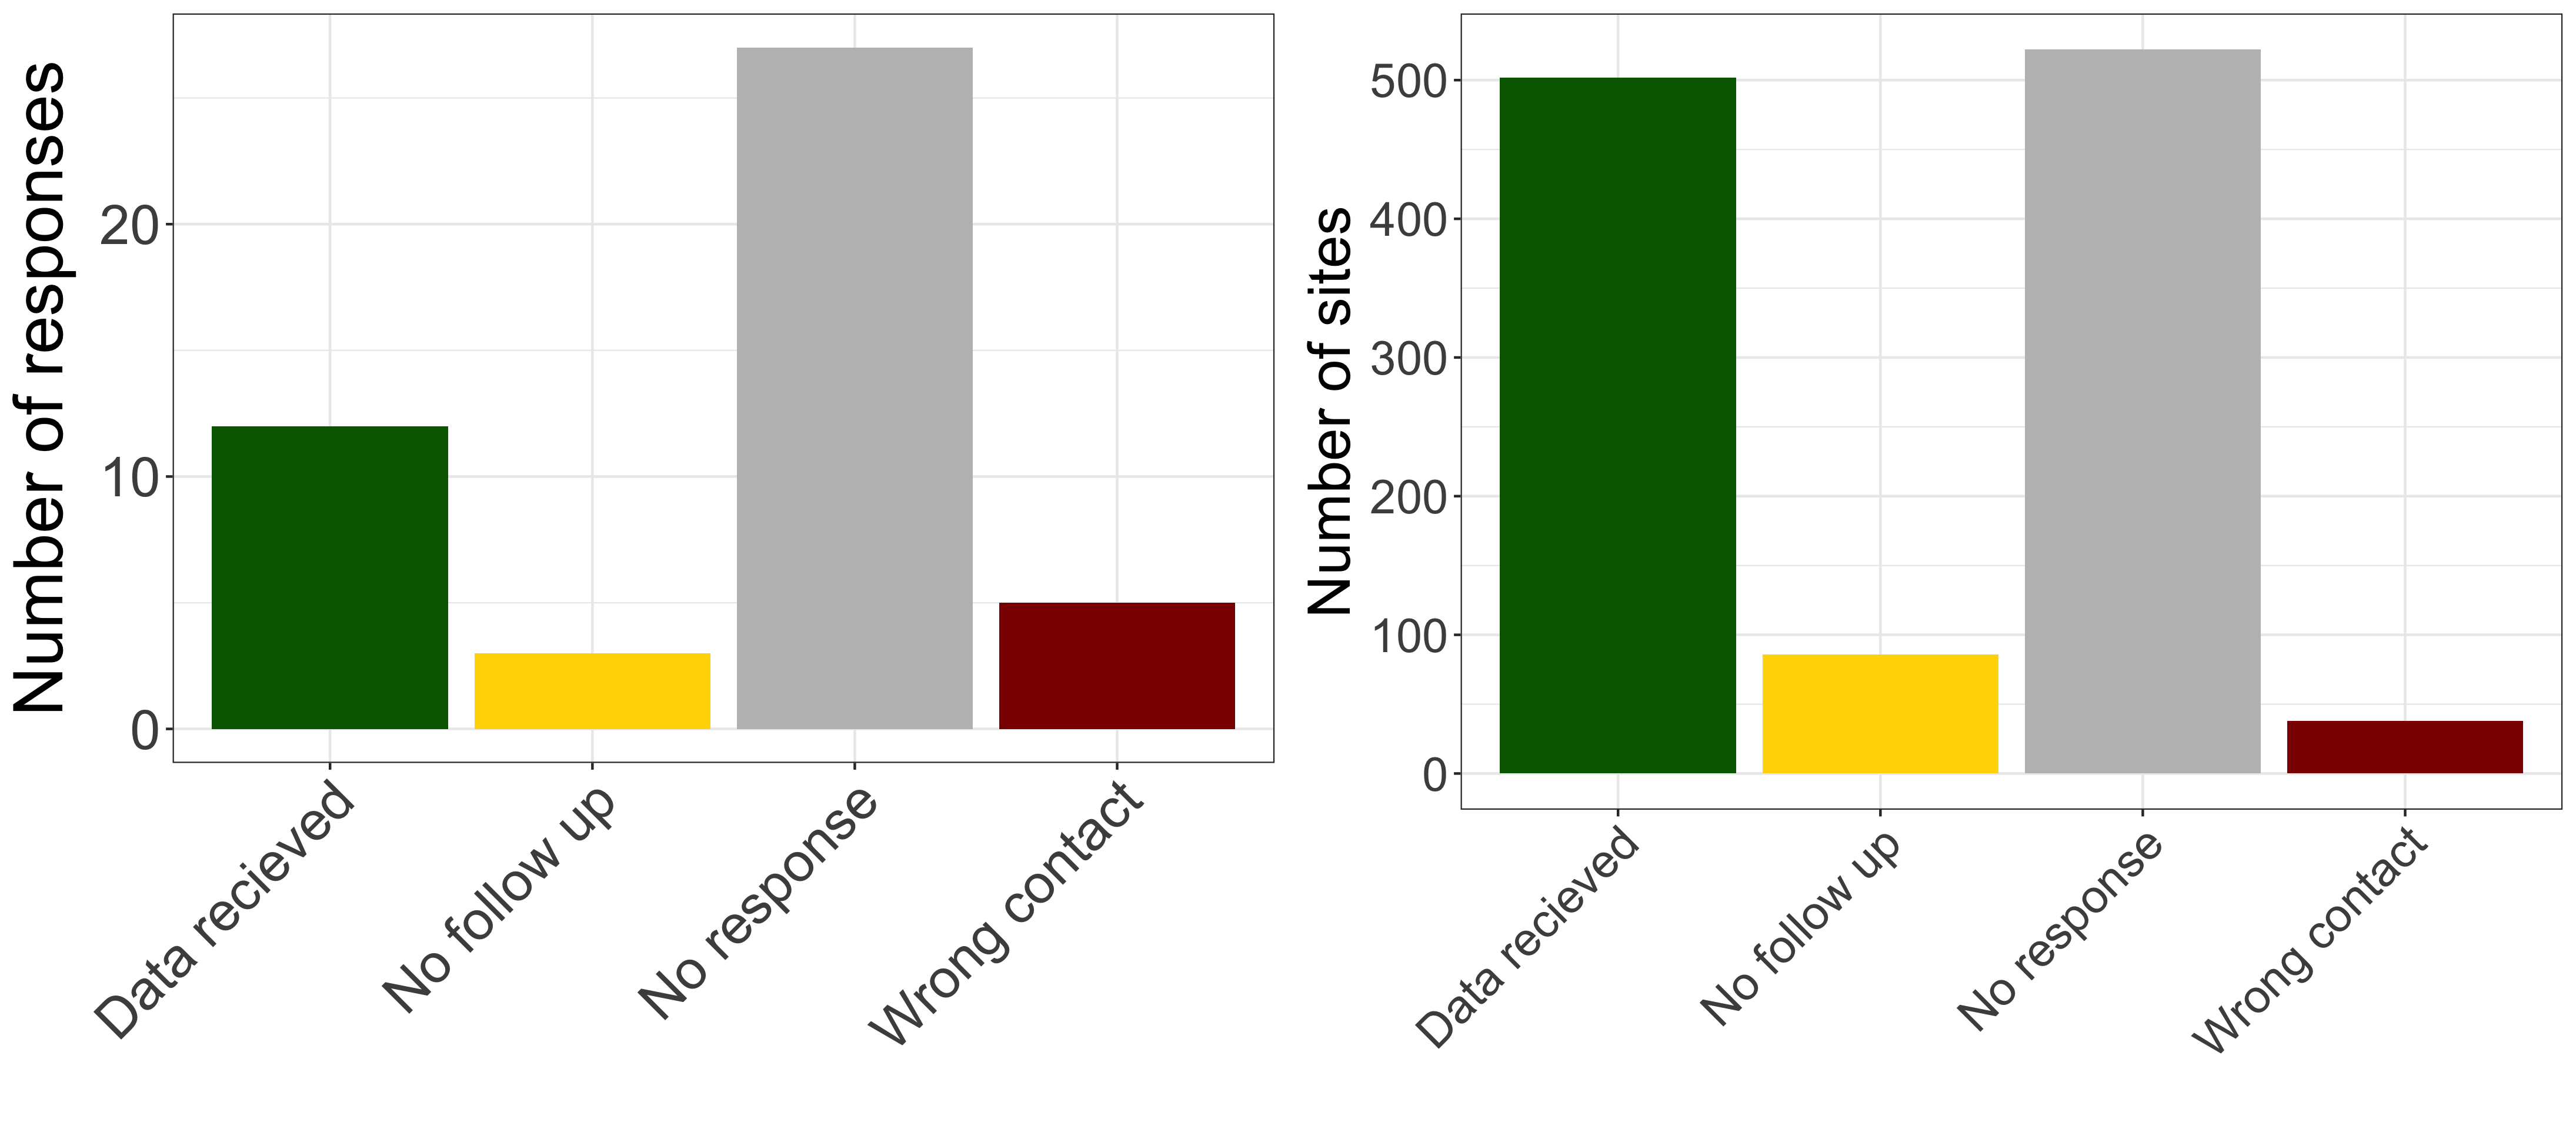 Number of responses
20
10
0
Data recieved
No follow up
No response
Wrong contact
Number of sites
500
400
300
200
100
0
Data recieved
No follow up
No response
Wrong contact